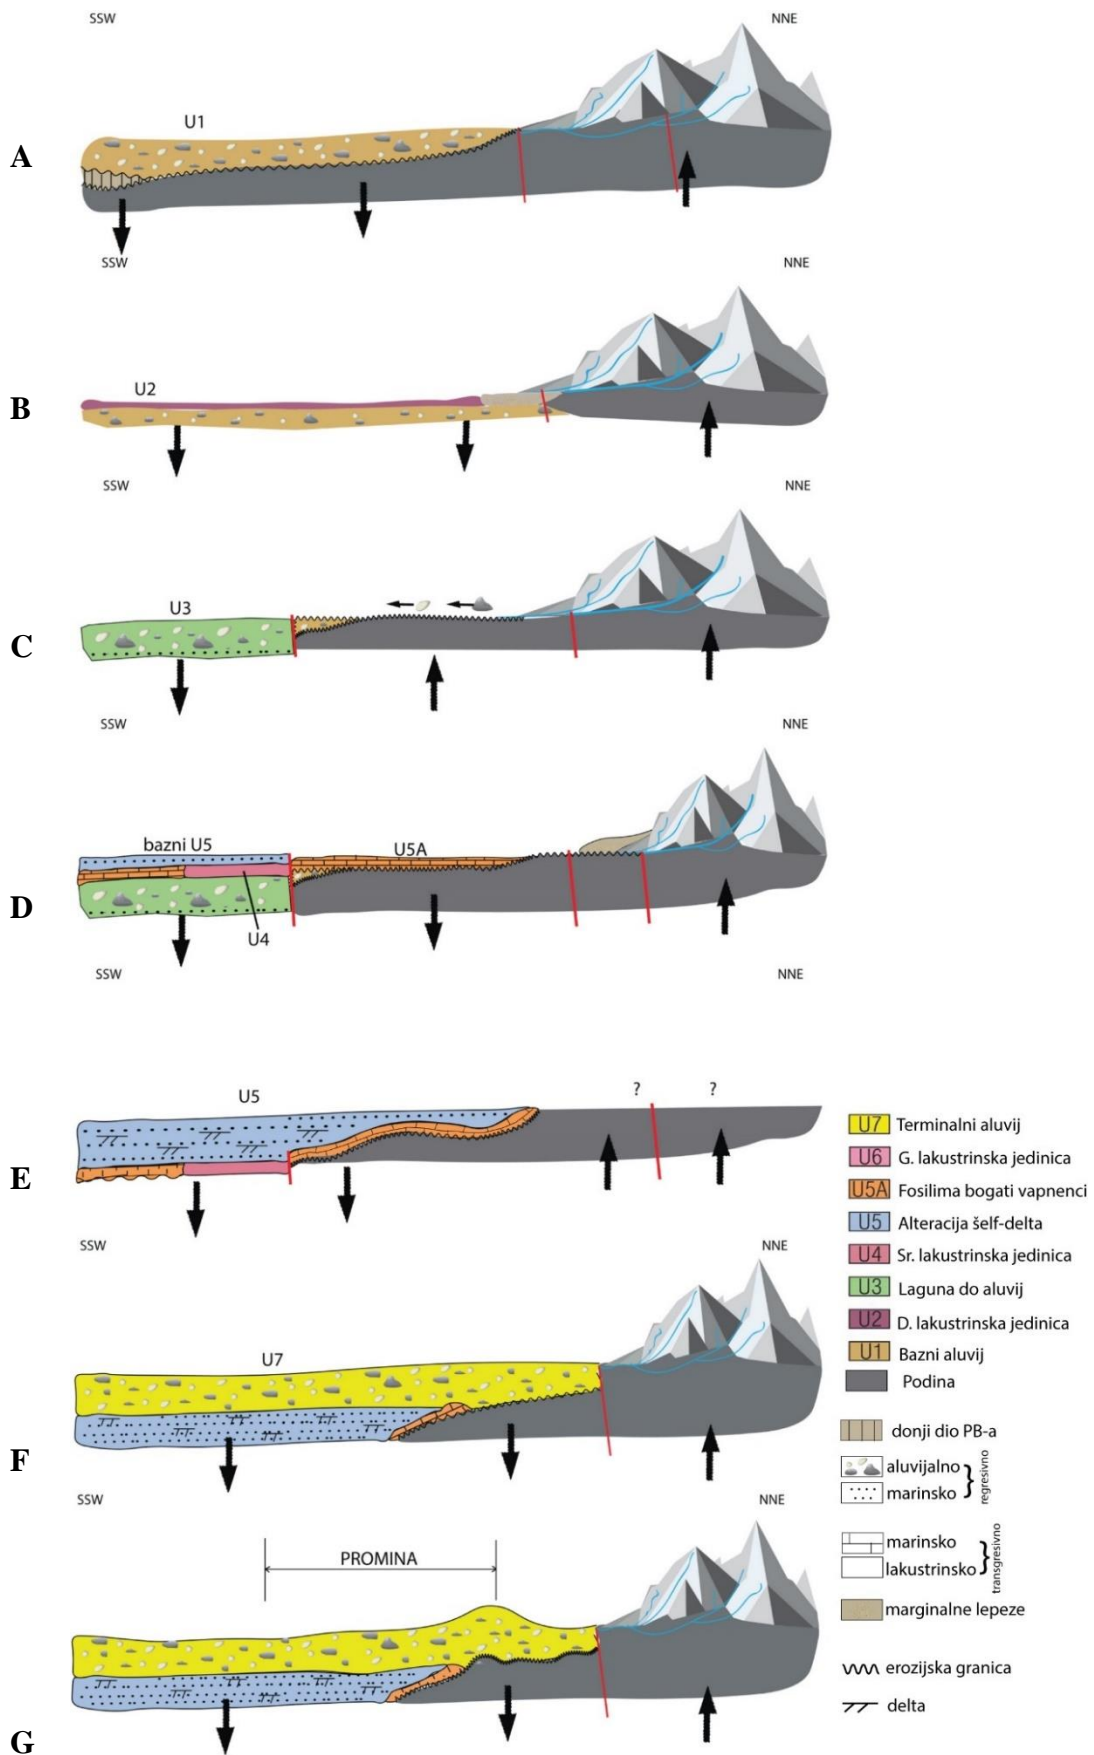 SSW NNE
U1
A
SSW NNE
U2
B
SSW NNE
U3
C
SSW NNE
bazni U5
U5A
D
U4
SSW NNE
U5
? ?
E
SSW NNE
U7
F
SSW NNE
PROMINA
G
U7 Terminalni aluvij
U6 G. lakustrinska jedinica
U5A Fosilima bogati vapnenci
U5 Alteracija šelf-delta
U4 Sr. lakustrinska jedinica
U3 Laguna do aluvij
U2 D. lakustrinska jedinica
U1 Bazni aluvij
Podina
donji dio PB-a
aluvijalno
marinsko
regresivno
marinsko
lakustrinsko
transgresivno
marginalne lepeze
erozijska granica
delta